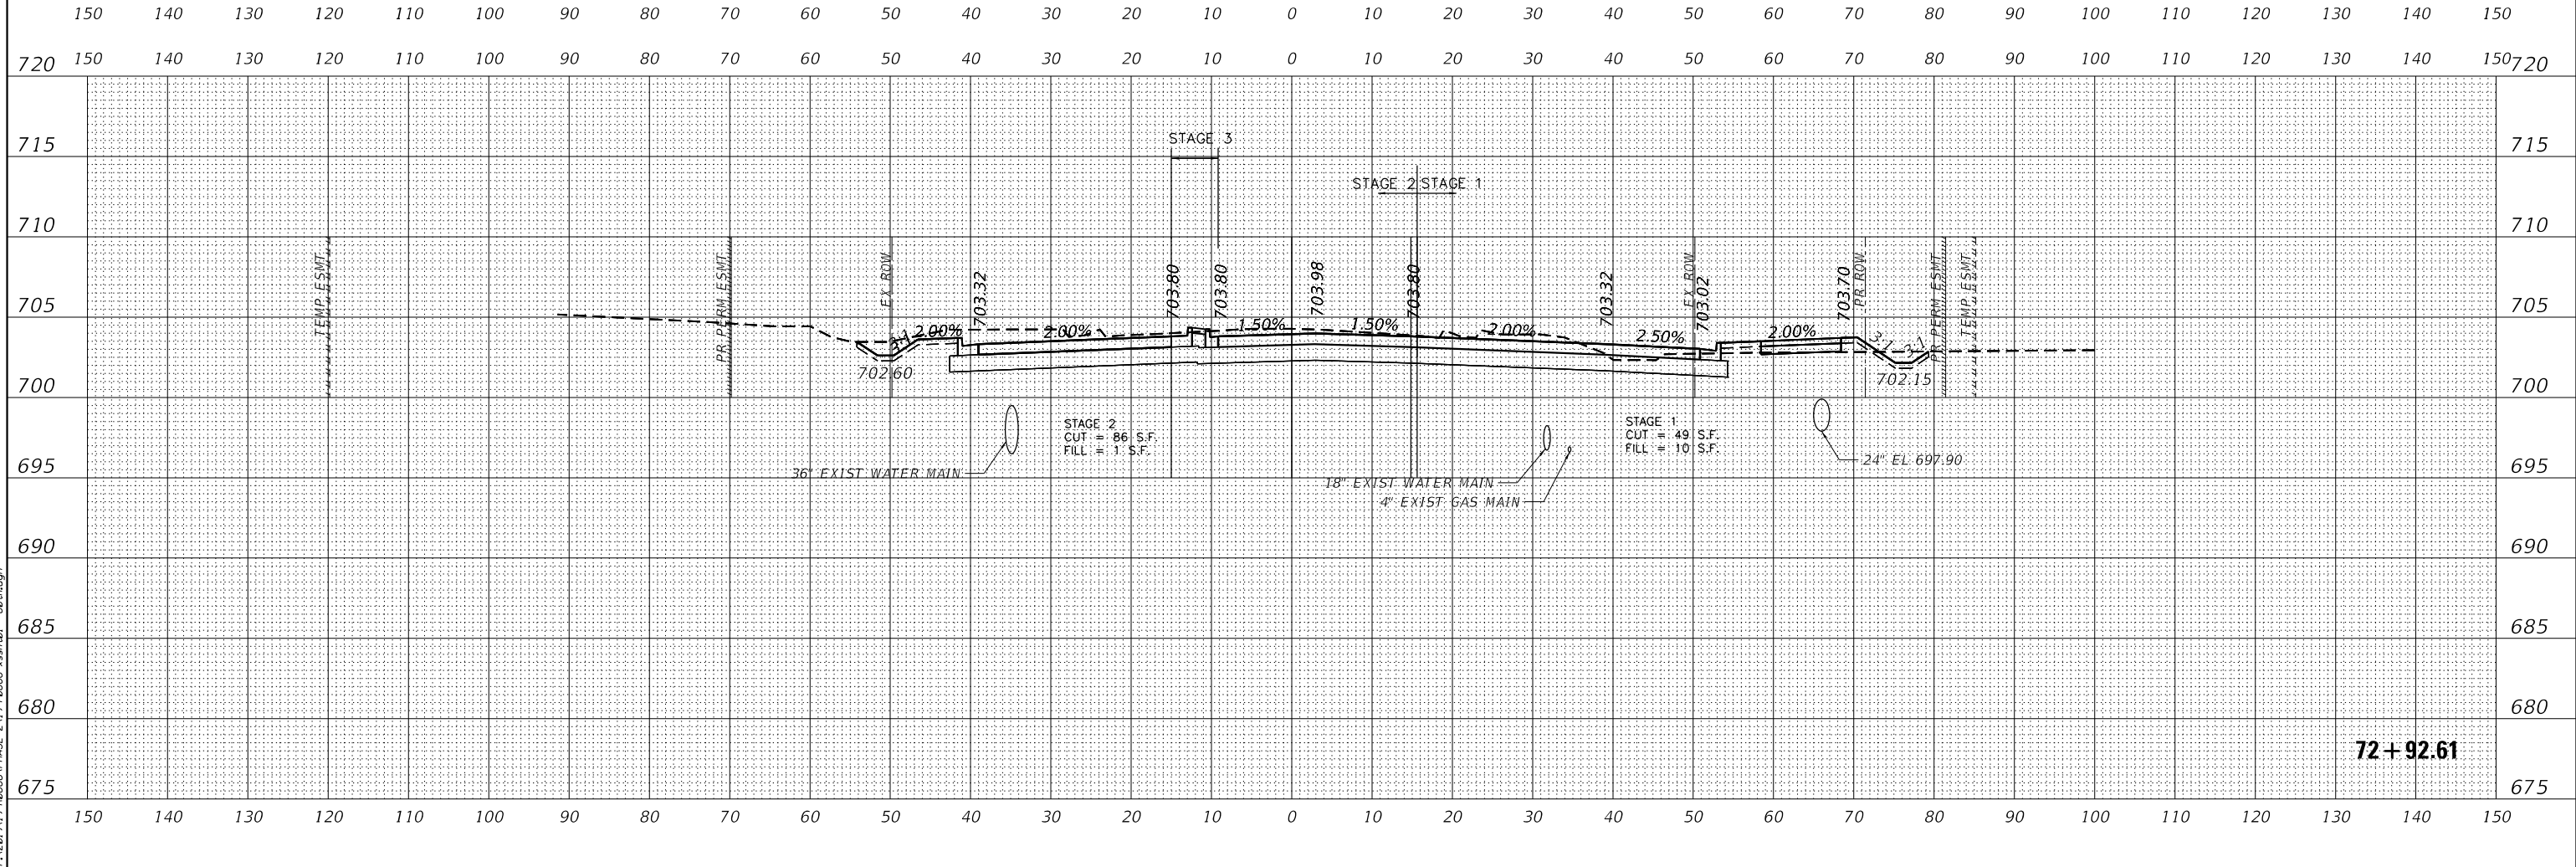 150 140 130 120 110 100 90 80 70 60 50 40 30 20 10 0 10 20 30 40 50 60 70 80 90 100 110 120 130 140 150
150 140 130 120 110 100 90 80 70 60 50 40 30 20 10 0 10 20 30 40 50 60 70 80 90 100 110 120 130 140 150
720 720
STAGE 3
715 715
STAGE 2 STAGE 1
710 710
TEMP ESMT
PR PERM ESMT
EX ROW
703.32
703.80
703.80
703.98
703.80
703.32
EX ROW
703.02
703.70
PR ROW
PR PERM ESMT
TEMP ESMT
705 705
3:1 2.00% 2.00% 1.50% 1.50% 2.00% 2.50% 2.00% 3:1 3:1
702.60 702.15
700 700
STAGE 2
CUT = 86 S.F.
FILL = 1 S.F.
STAGE 1
CUT = 49 S.F.
FILL = 10 S.F.
24" EL 697.90
36" EXIST WATER MAIN
695 695
18" EXIST WATER MAIN
4" EXIST GAS MAIN
690 690
685 685
680 680
72+92.61
675 675
150 140 130 120 110 100 90 80 70 60 50 40 30 20 10 0 10 20 30 40 50 60 70 80 90 100 110 120 130 140 150